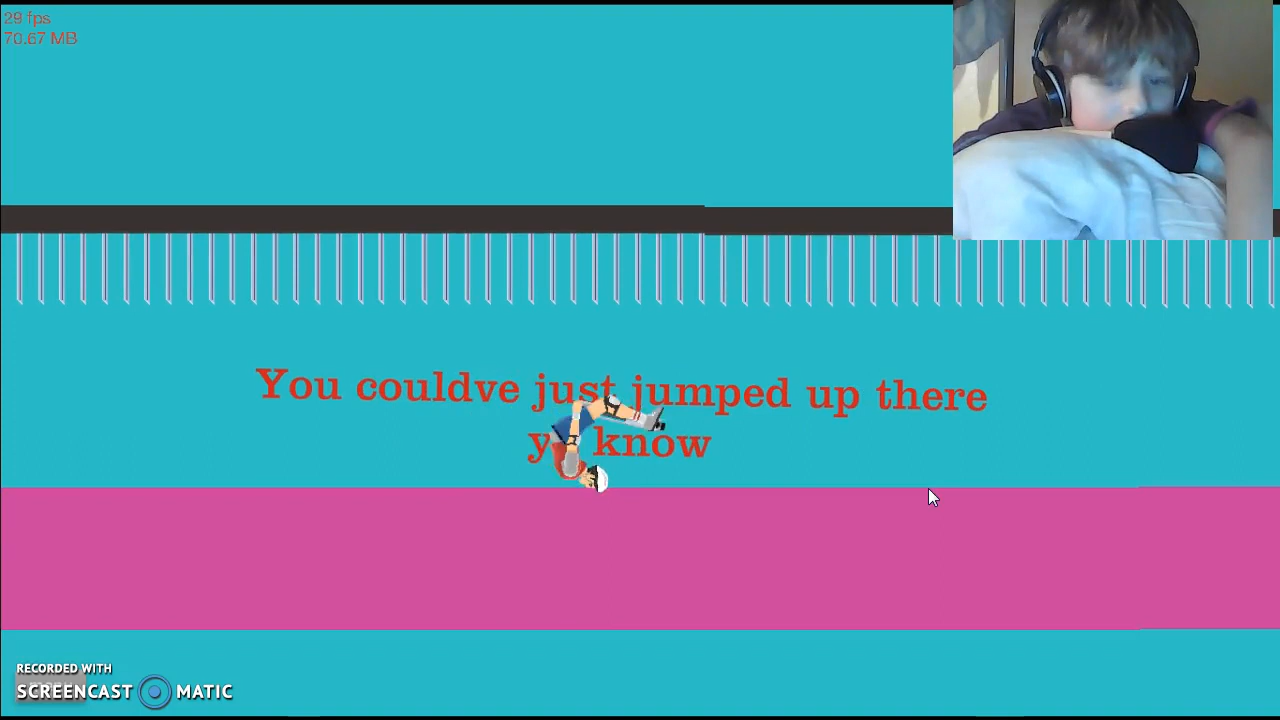 29 fps
70.67 MB
You couldve just jumped up there
know
RECORDED WITH
SCREENCAST MATIC